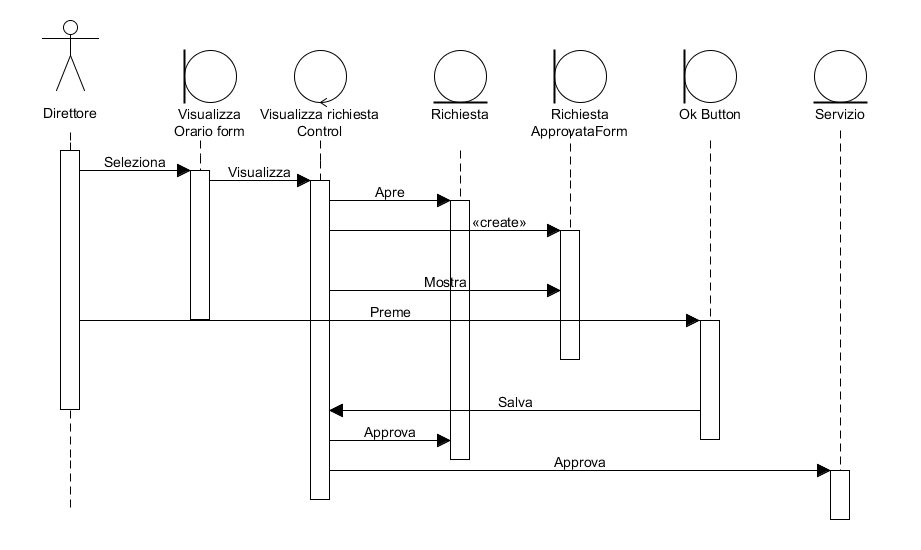 Direttore
Visualizza
Orario form
Visualizza richiesta
Control
Richiesta
Richiesta
ApprovataForm
Ok Button
Servizio
Seleziona
Visualizza
Apre
«create»
Mostra
Preme
Salva
Approva
Approva